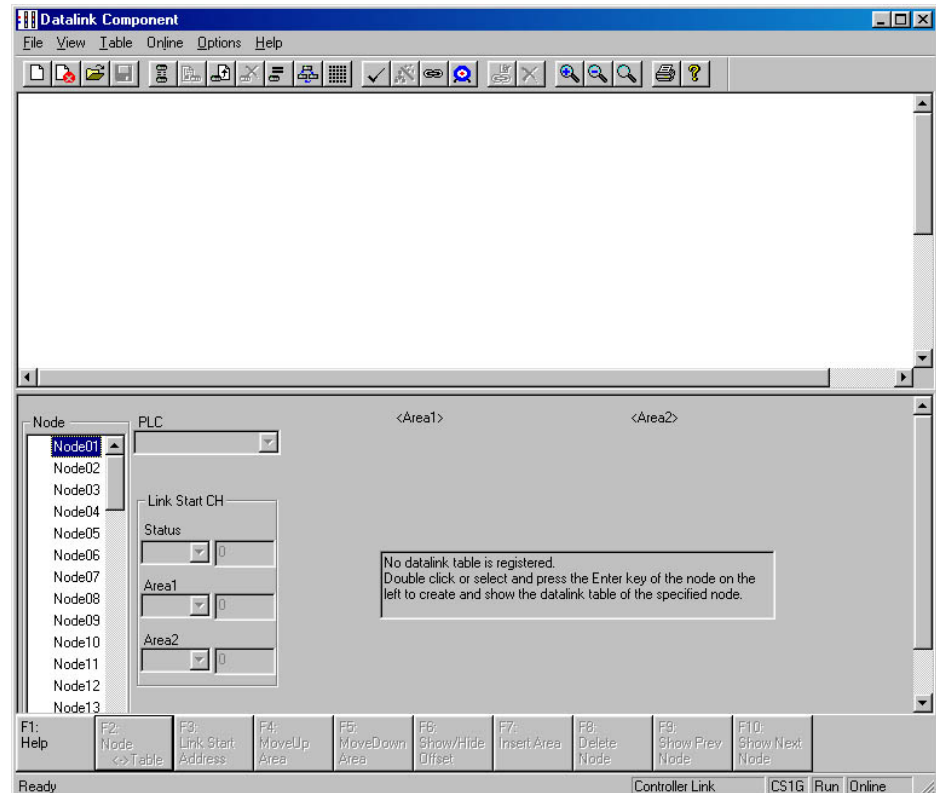 Datalink Component
File View Table Online Options Help
Node
PLC
<Area1>
<Area2>
Node01
Node02
Node03
Node04
Node05
Node06
Node07
Node08
Node09
Node10
Node11
Node12
Node13
Link Start CH
Status
0
Area1
0
Area2
0
No datalink table is registered.
Double click or select and press the Enter key of the node on the
left to create and show the datalink table of the specified node.
F1:
Help
F2:
Node
<->Table
F3:
Link Start
Address
F4:
MoveUp
Area
F5:
MoveDown
Area
F6:
Show/Hide
Offset
F7:
Insert Area
F8:
Delete
Node
F9:
Show Prev
Node
F10:
Show Next
Node
Ready
Controller Link
CS1G
Run
Online